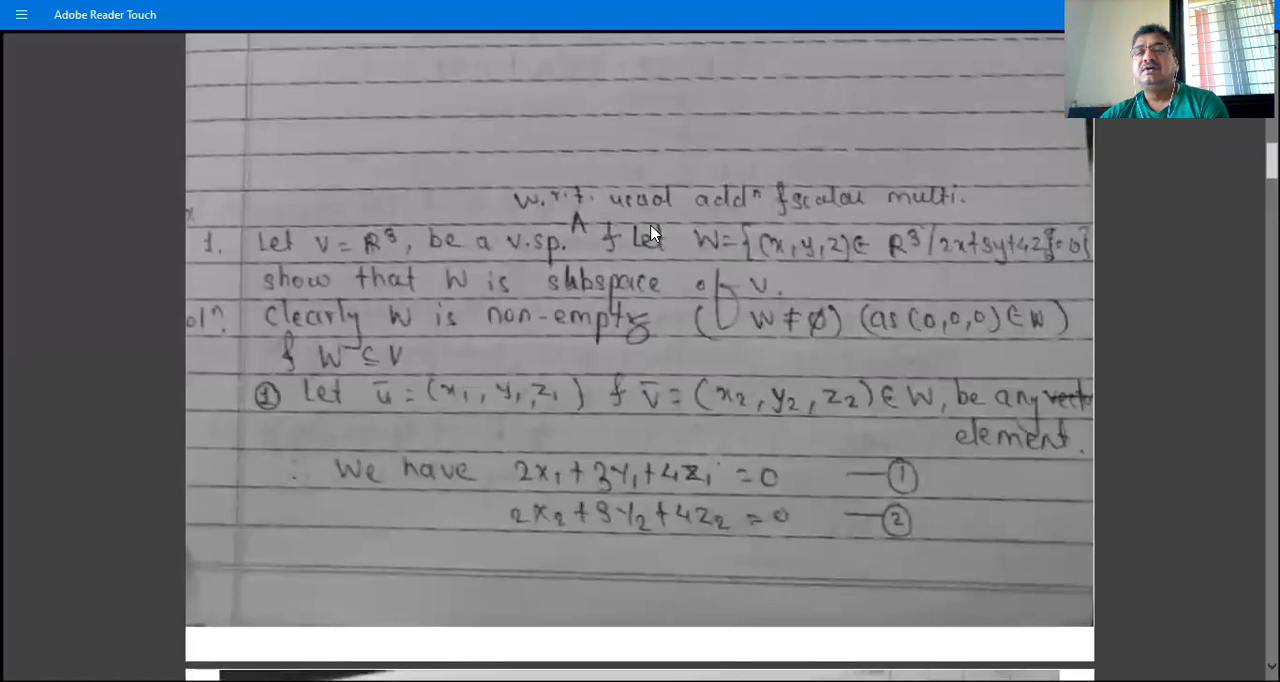 Adobe Reader Touch
w.r.t. usual addⁿ & scalar multi.
1. Let V = R³, be a v.sp. ^ & Let W={(x,y,z)∈ R³/2x+3y+4z=0}
show that W is subspace of V.
olⁿ: clearly W is non-empty (W ≠ ø) (as (0,0,0) ∈ W)
& W ⊆ V
① Let ū = (x₁, y₁, z₁) & v̄ = (x₂, y₂, z₂) ∈ W, be any vector
element.
∴ We have 2x₁ + 3y₁ + 4z₁ = 0 —①
2x₂ + 3y₂ + 4z₂ = 0 —②